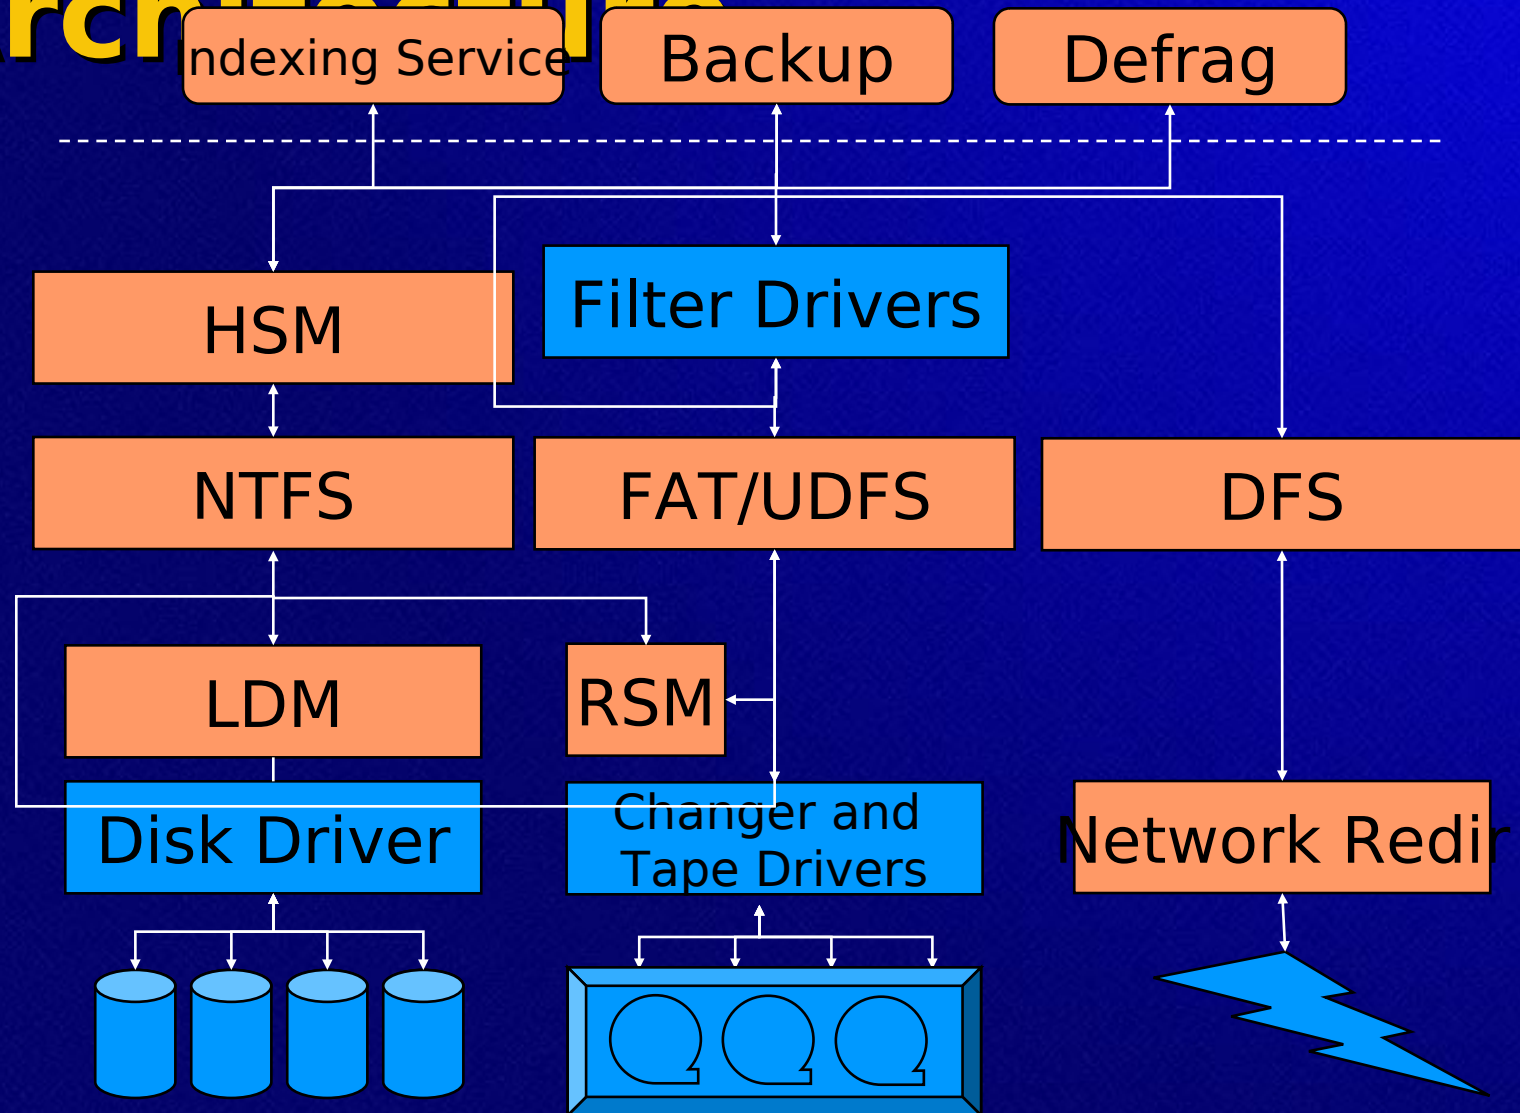 Architecture
Indexing Service
Backup
Defrag
HSM
Filter Drivers
NTFS
FAT/UDFS
DFS
LDM
RSM
Disk Driver
Changer and
Tape Drivers
Network Redir